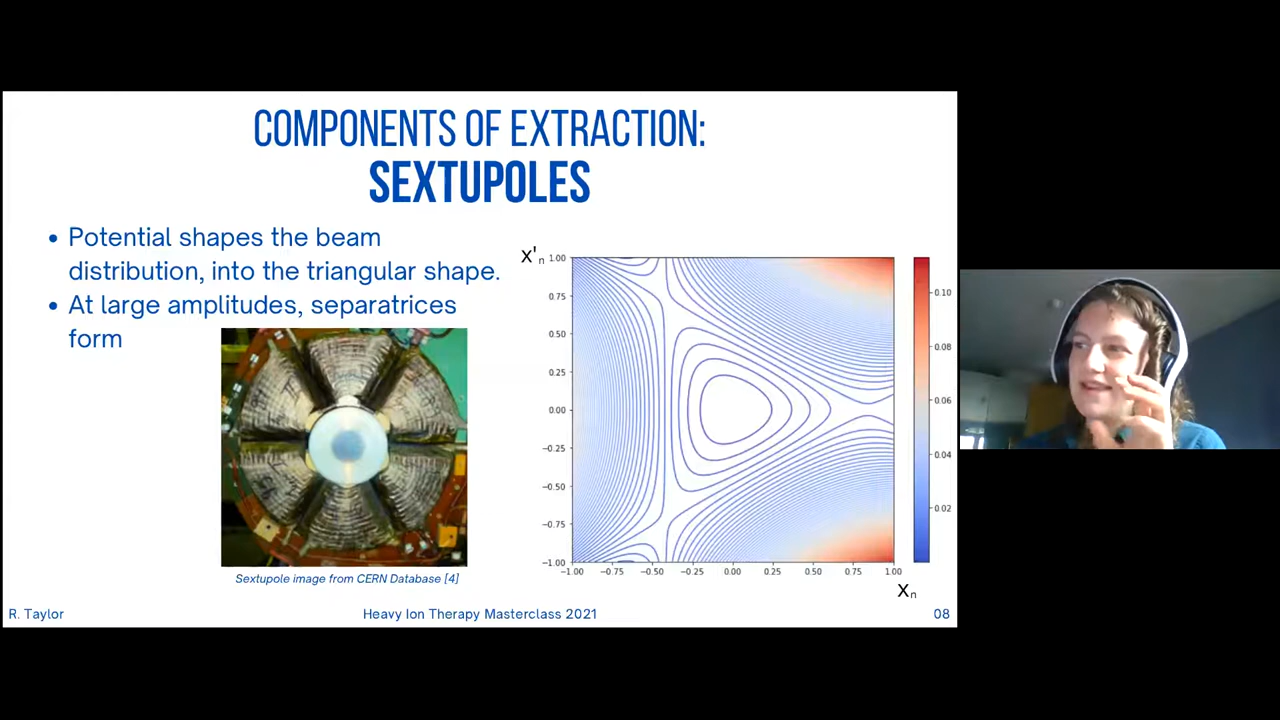 COMPONENTS OF EXTRACTION:
SEXTUPOLES
• Potential shapes the beam
distribution, into the triangular shape.
• At large amplitudes, separatrices
form
Sextupole image from CERN Database [4]
X'n
1.00
0.75
0.50
0.25
0.00
−0.25
−0.50
−0.75
−1.00
−1.00 −0.75 −0.50 −0.25 0.00 0.25 0.50 0.75 1.00
Xn
0.10
0.08
0.06
0.04
0.02
R. Taylor
Heavy Ion Therapy Masterclass 2021
08